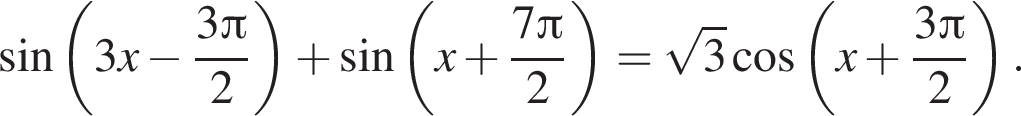 sin(3x − 3π/2) + sin(x + 7π/2) = √3 cos(x + 3π/2).